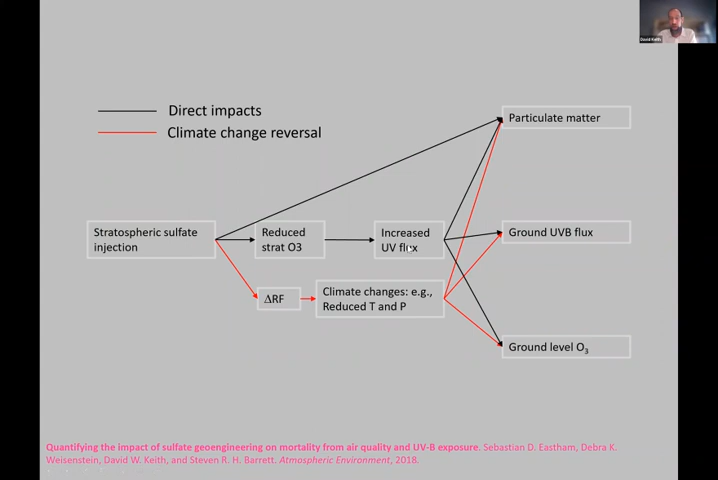 David Keith
Direct impacts
Climate change reversal
Particulate matter
Stratospheric sulfate
injection
Reduced
strat O3
Increased
UV flux
Ground UVB flux
ΔRF
Climate changes: e.g.,
Reduced T and P
Ground level O₃
Quantifying the impact of sulfate geoengineering on mortality from air quality and UV-B exposure. Sebastian D. Eastham, Debra K.
Weisenstein, David W. Keith, and Steven R. H. Barrett. Atmospheric Environment, 2018.